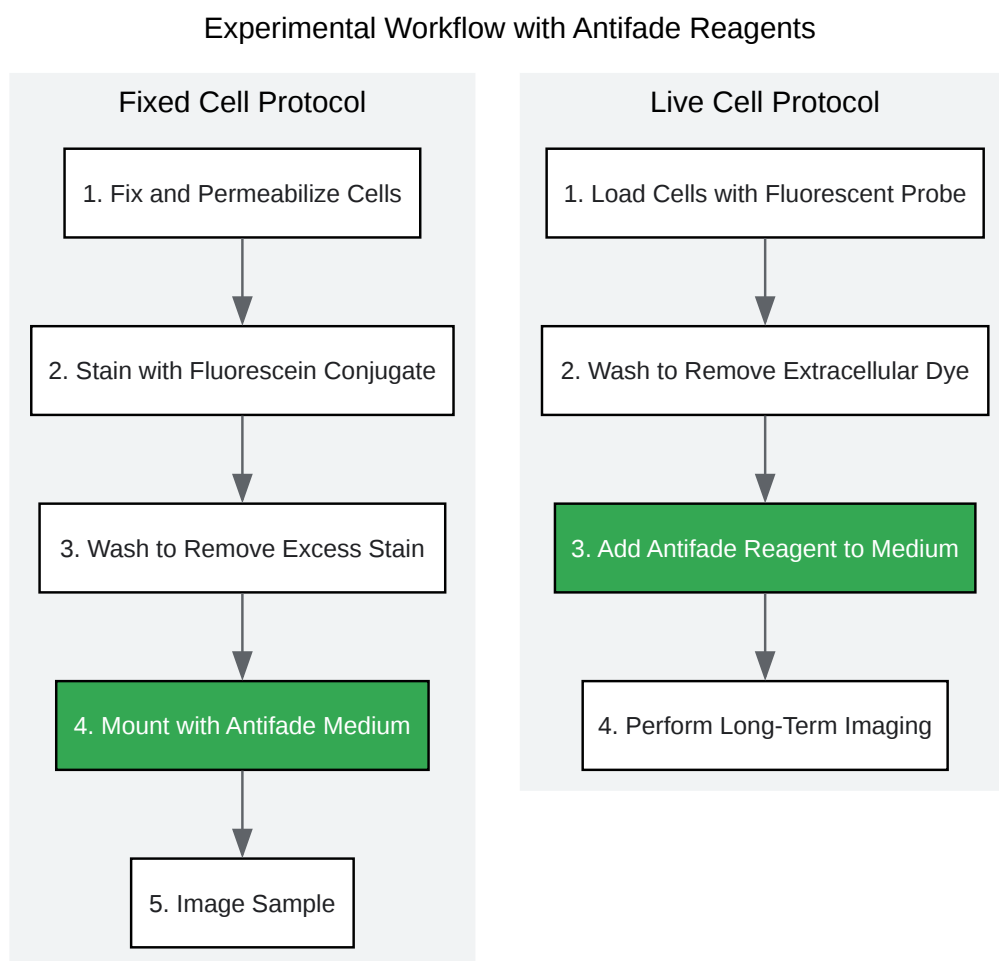 Experimental Workflow with Antifade Reagents
Fixed Cell Protocol
1. Fix and Permeabilize Cells
2. Stain with Fluorescein Conjugate
3. Wash to Remove Excess Stain
4. Mount with Antifade Medium
5. Image Sample
Live Cell Protocol
1. Load Cells with Fluorescent Probe
2. Wash to Remove Extracellular Dye
3. Add Antifade Reagent to Medium
4. Perform Long-Term Imaging